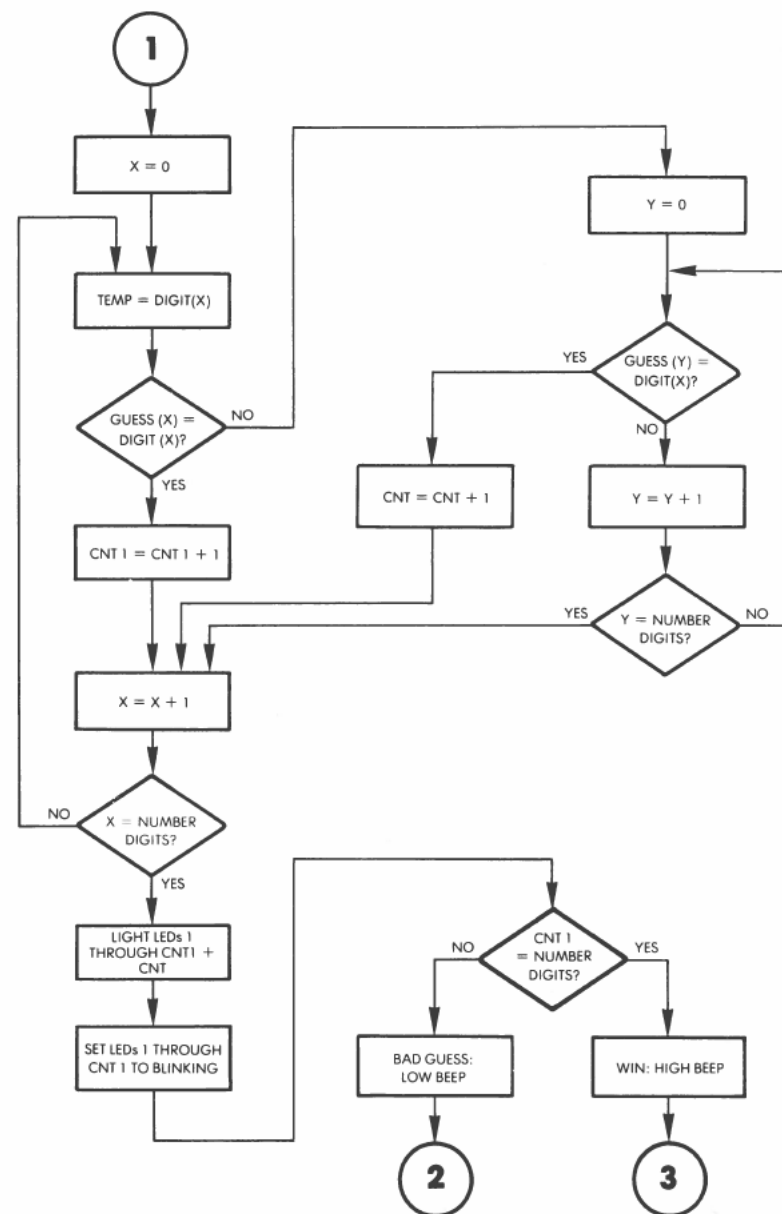 1
X = 0
TEMP = DIGIT(X)
GUESS (X) =
DIGIT (X)?
NO
YES
CNT 1 = CNT 1 + 1
X = X + 1
NO
X = NUMBER
DIGITS?
YES
LIGHT LEDs 1
THROUGH CNT1 +
CNT
SET LEDs 1 THROUGH
CNT 1 TO BLINKING
Y = 0
YES
GUESS (Y) =
DIGIT(X)?
NO
CNT = CNT + 1
Y = Y + 1
YES
Y = NUMBER
DIGITS?
NO
NO
CNT 1
= NUMBER
DIGITS?
YES
BAD GUESS:
LOW BEEP
WIN: HIGH BEEP
2
3